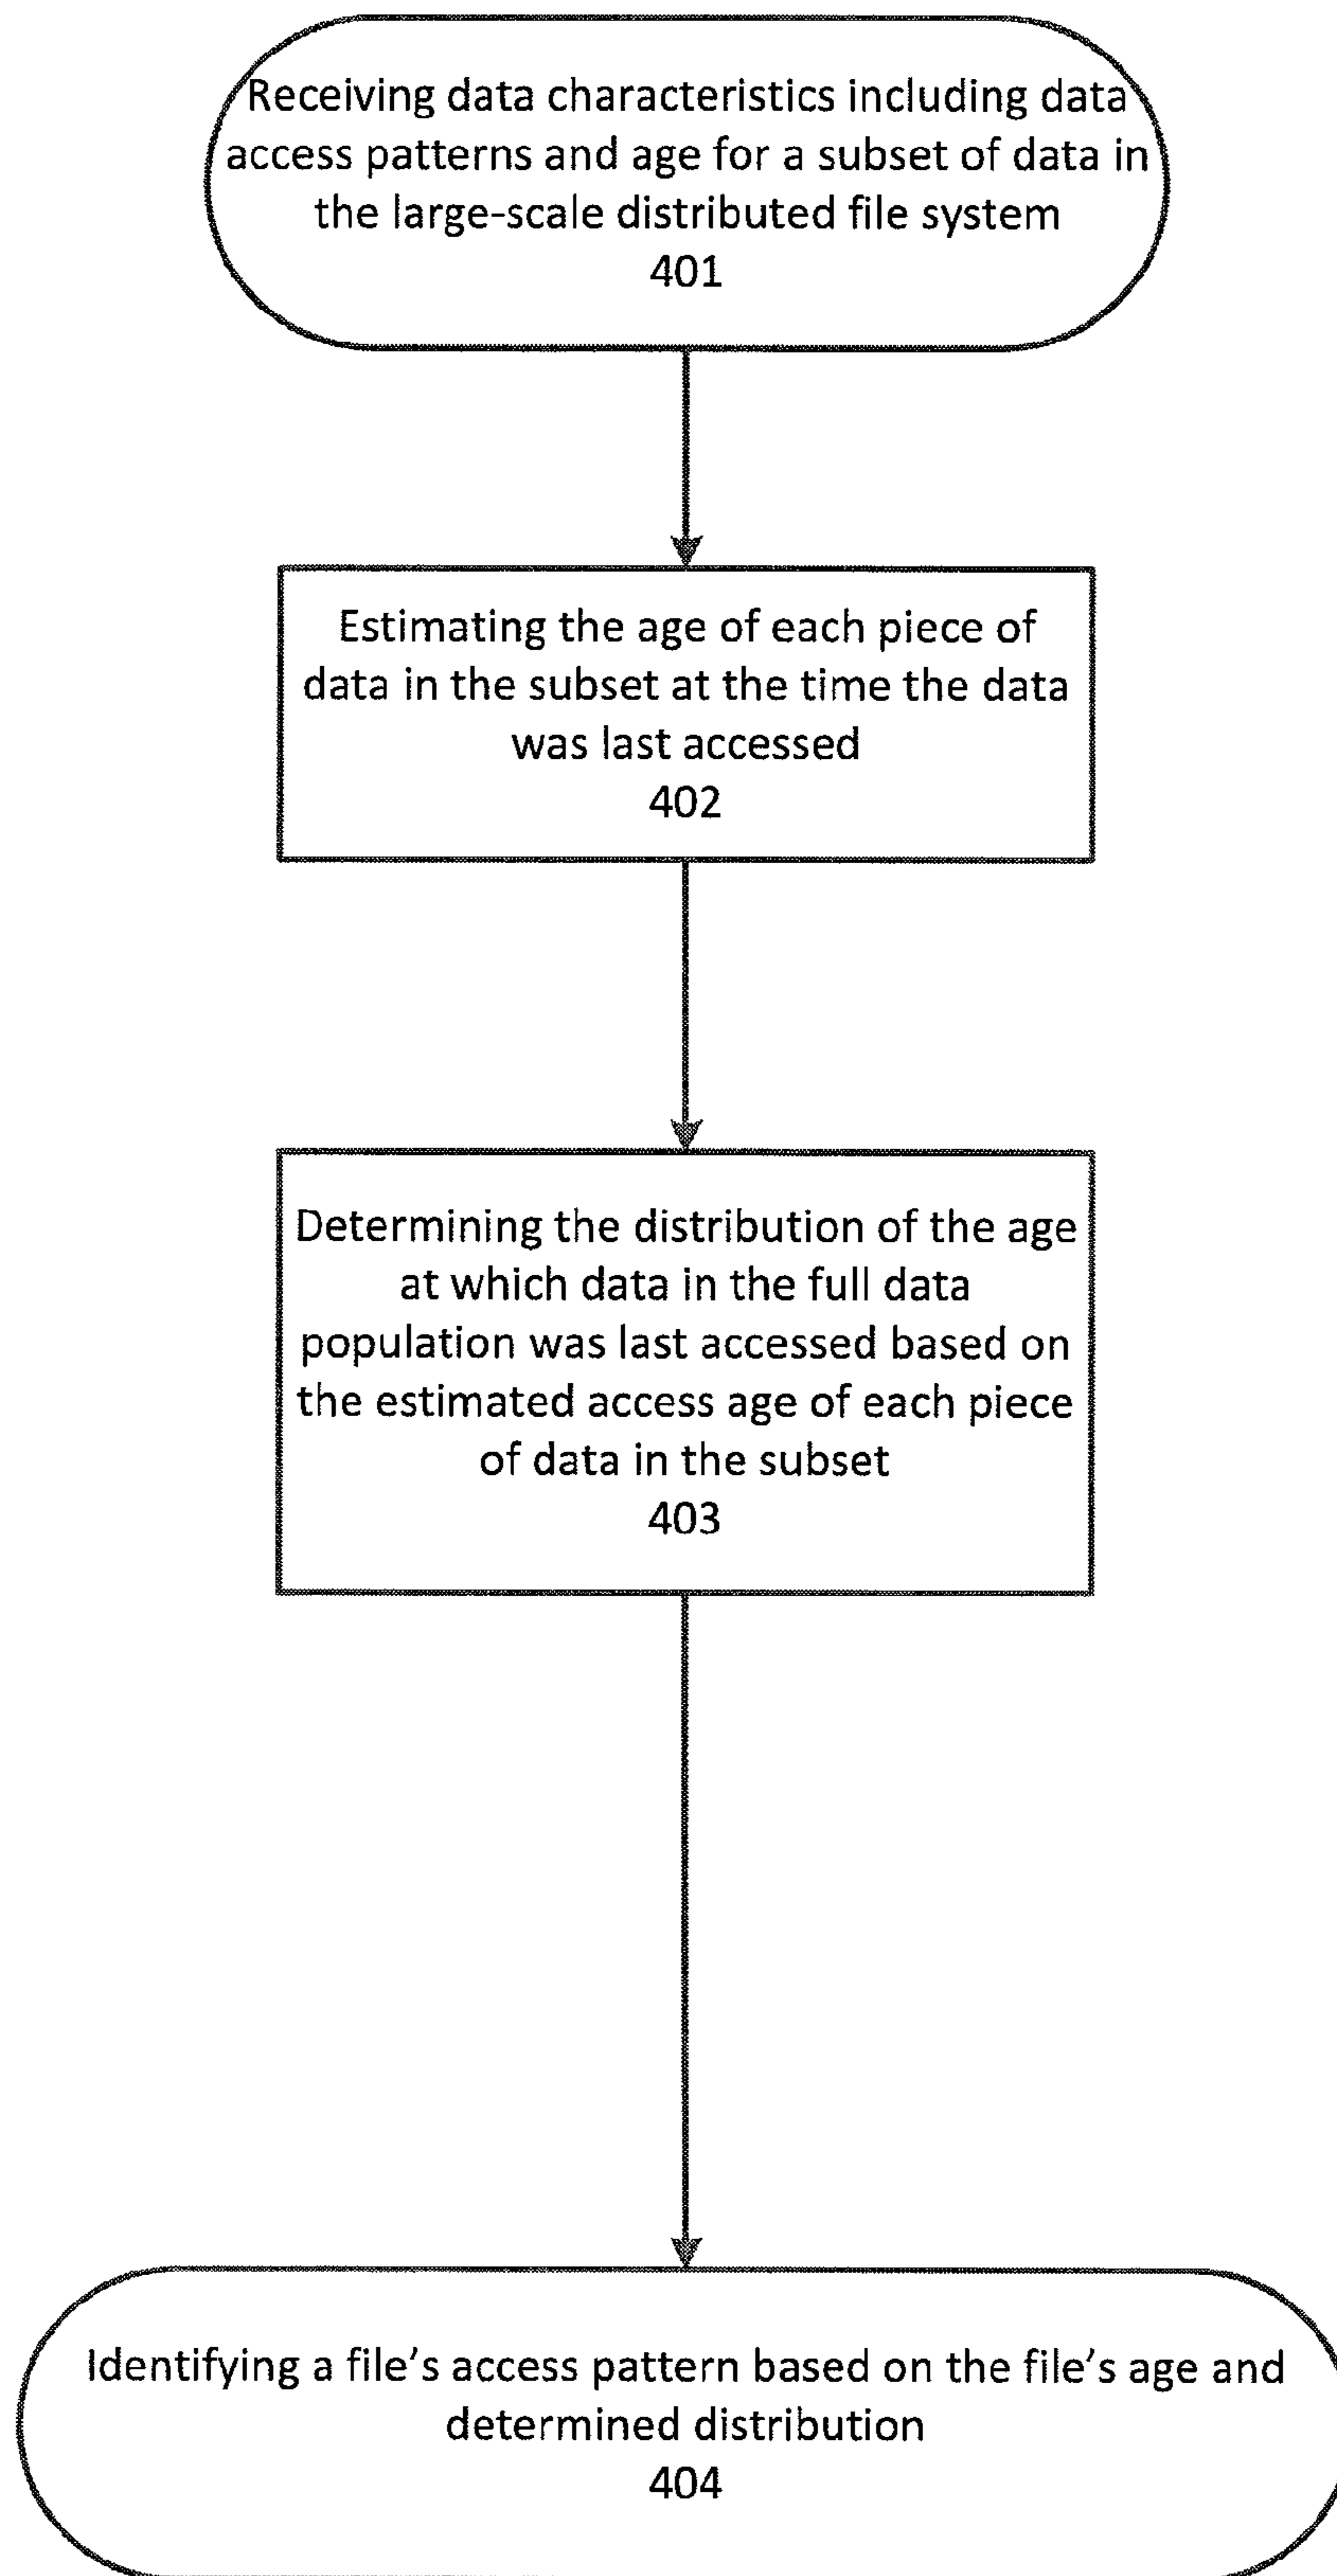 Receiving data characteristics including data
access patterns and age for a subset of data in
the large-scale distributed file system
401
Estimating the age of each piece of
data in the subset at the time the data
was last accessed
402
Determining the distribution of the age
at which data in the full data
population was last accessed based on
the estimated access age of each piece
of data in the subset
403
Identifying a file's access pattern based on the file's age and
determined distribution
404